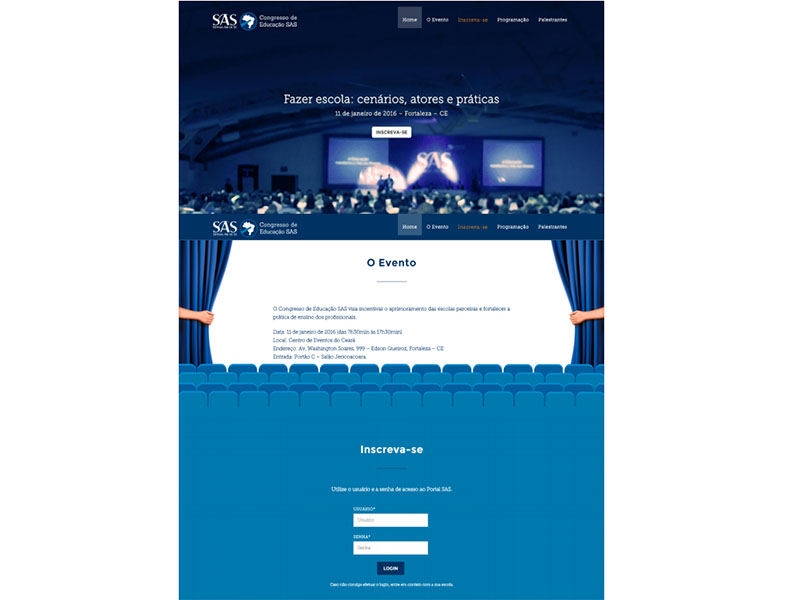 SAS
Congresso de
Educação SAS
Home
O Evento
Inscreva-se
Programação
Palestrantes
Fazer escola: cenários, atores e práticas
11 de janeiro de 2016 – Fortaleza – CE
INSCREVA-SE
SAS
SAS
Congresso de
Educação SAS
Home
O Evento
Inscreva-se
Programação
Palestrantes
O Evento
O Congresso de Educação SAS visa incentivar o aprimoramento das escolas parceiras e fortalecer a
prática de ensino dos profissionais.
Data: 11 de janeiro de 2016 (das 7h30min às 17h30min)
Local: Centro de Eventos do Ceará
Endereço: Av. Washington Soares, 999 – Edson Queiroz, Fortaleza – CE
Entrada: Portão C – Salão Jericoacoara.
Inscreva-se
Utilize o usuário e a senha de acesso ao Portal SAS.
USUÁRIO*
Usuário
SENHA*
Senha
LOGIN
Caso não consiga efetuar o login, entre em contato com a sua escola.